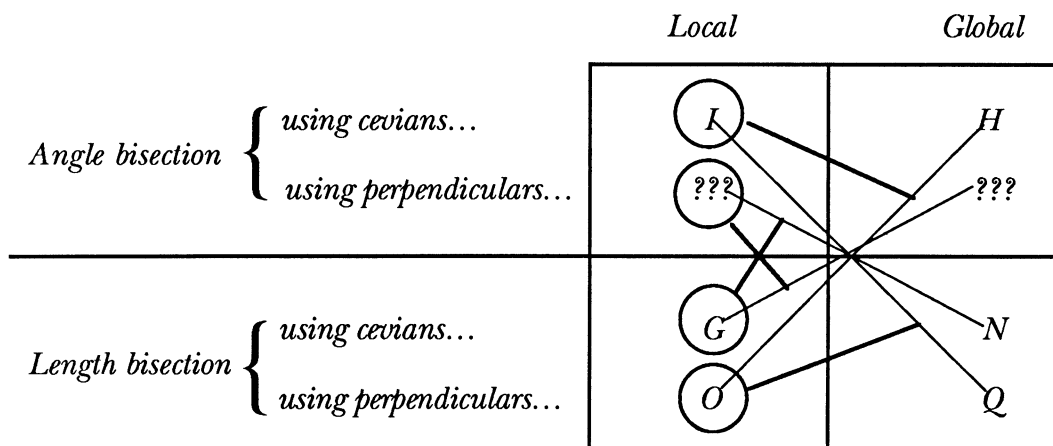 Local Global
using cevians... I H
Angle bisection {
using perpendiculars... ??? ???
using cevians... G N
Length bisection {
using perpendiculars... O Q